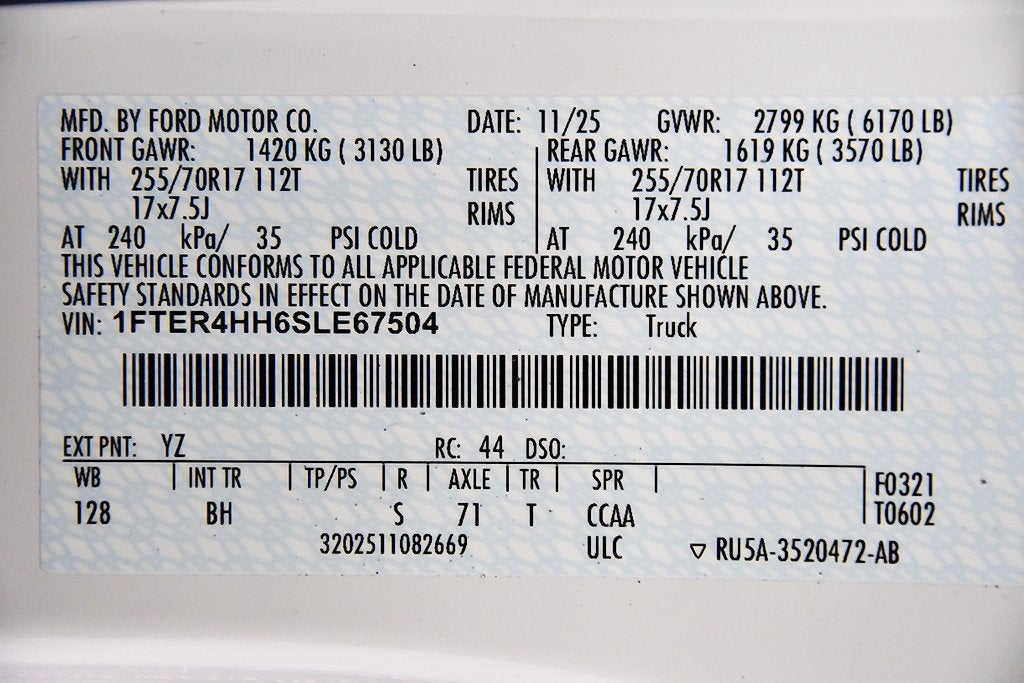 MFD. BY FORD MOTOR CO. DATE: 11/25 GVWR: 2799 KG ( 6170 LB)
FRONT GAWR: 1420 KG ( 3130 LB) REAR GAWR: 1619 KG ( 3570 LB)
WITH 255/70R17 112T TIRES WITH 255/70R17 112T TIRES
17x7.5J RIMS 17x7.5J RIMS
AT 240 kPa/ 35 PSI COLD AT 240 kPa/ 35 PSI COLD
THIS VEHICLE CONFORMS TO ALL APPLICABLE FEDERAL MOTOR VEHICLE
SAFETY STANDARDS IN EFFECT ON THE DATE OF MANUFACTURE SHOWN ABOVE.
VIN: 1FTER4HH6SLE67504 TYPE: Truck
EXT PNT: YZ RC: 44 DSO:
WB INT TR TP/PS R AXLE TR SPR F0321
128 BH S 71 T CCAA T0602
3202511082669 ULC ▽ RU5A-3520472-AB